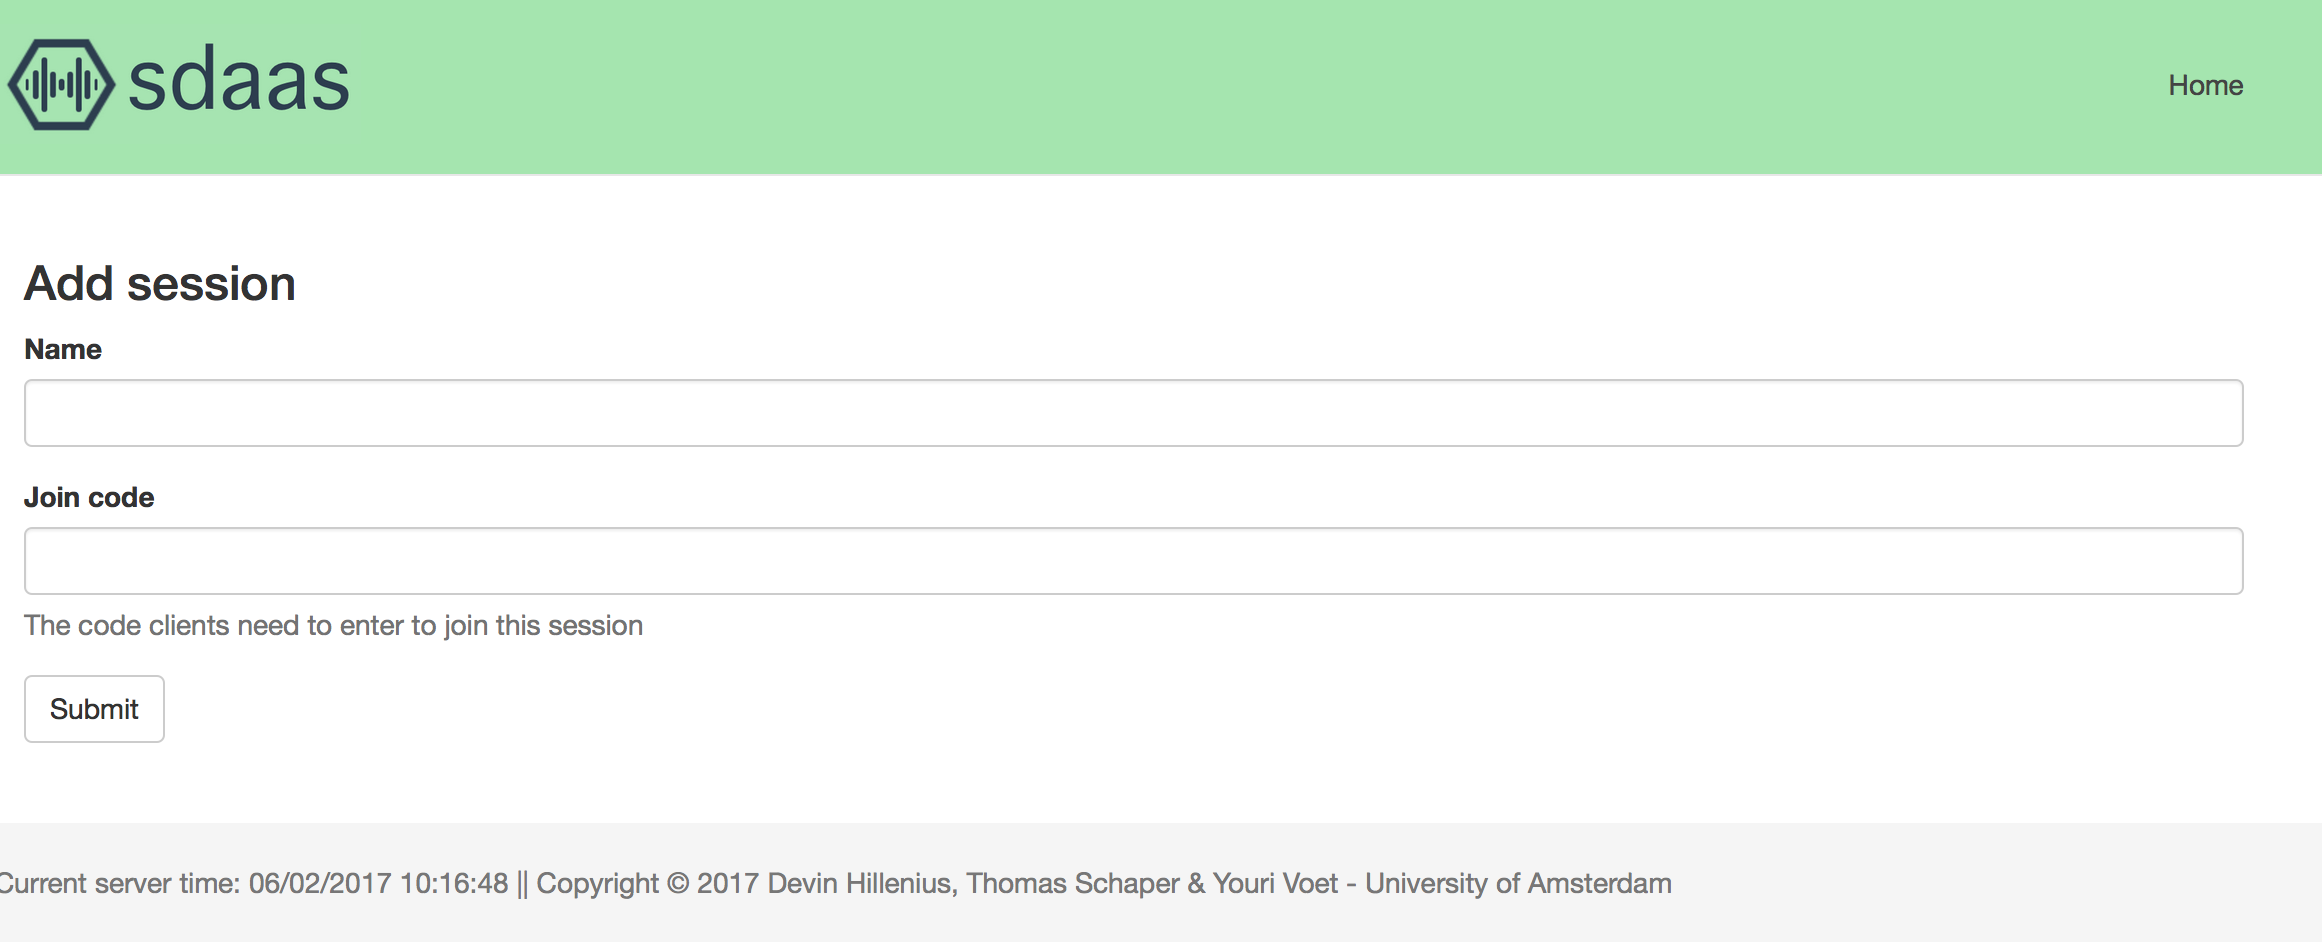 sdaas
Home
Add session
Name
Join code
The code clients need to enter to join this session
Submit
Current server time: 06/02/2017 10:16:48 || Copyright © 2017 Devin Hillenius, Thomas Schaper & Youri Voet - University of Amsterdam